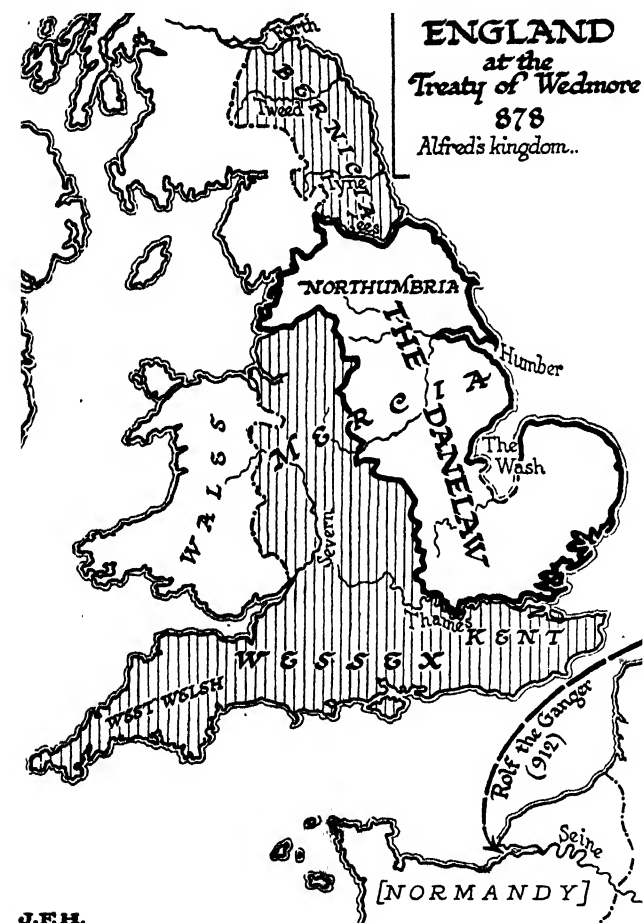 ENGLAND
at the
Treaty of Wedmore
878
Alfred's kingdom..
Forth
BERNICIA
Tweed
Tyne
Tees
NORTHUMBRIA
THE DANELAW
Humber
MERCIA
The
Wash
WALES
Severn
Thames
KENT
WESSEX
WEST WELSH
Rolf the Ganger
(912)
Seine
[NORMANDY]
J.F.H.